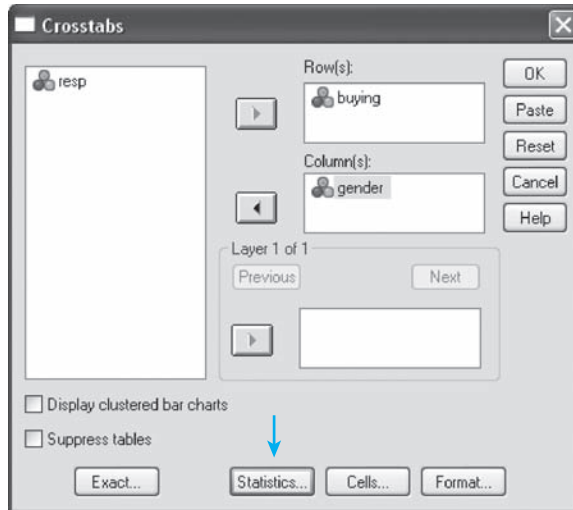 Crosstabs
resp
Row(s):
buying
Column(s):
gender
Layer 1 of 1
Previous
Next
OK
Paste
Reset
Cancel
Help
Display clustered bar charts
Suppress tables
Exact...
Statistics...
Cells...
Format...